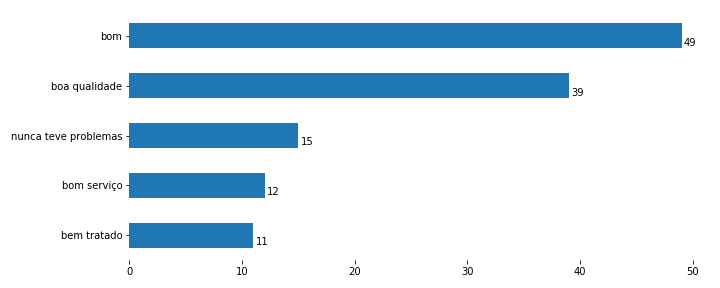 bom
49
boa qualidade
39
nunca teve problemas
15
bom serviço
12
bem tratado
11
0 10 20 30 40 50